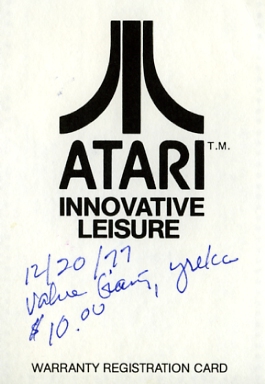 T.M.
ATARI
INNOVATIVE
LEISURE
12/20/77
Value Giant, yreka
$10.00
WARRANTY REGISTRATION CARD